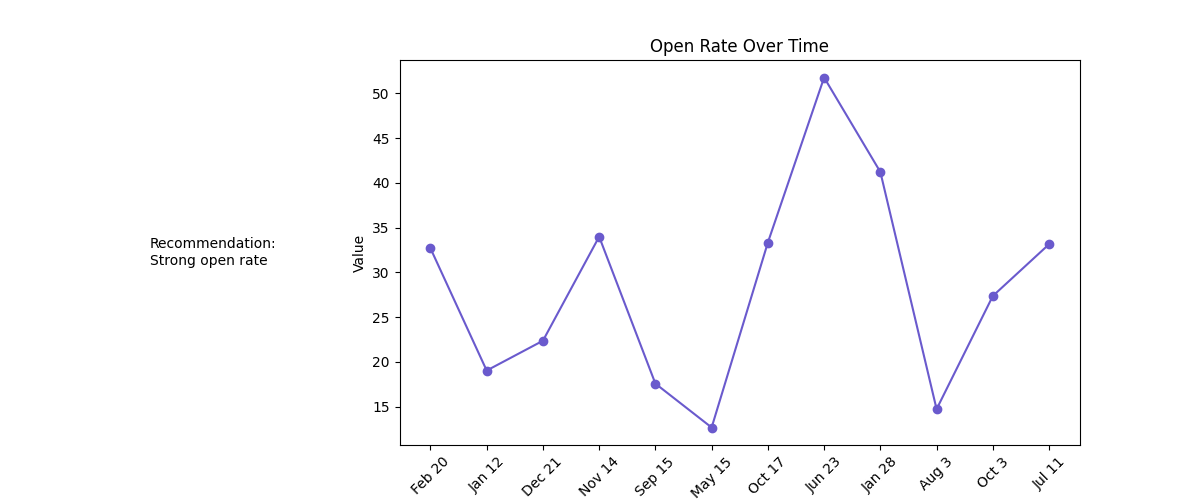 Open Rate Over Time
Recommendation:
Strong open rate
Value
50
45
40
35
30
25
20
15
Feb 20
Jan 12
Dec 21
Nov 14
Sep 15
May 15
Oct 17
Jun 23
Jan 28
Aug 3
Oct 3
Jul 11